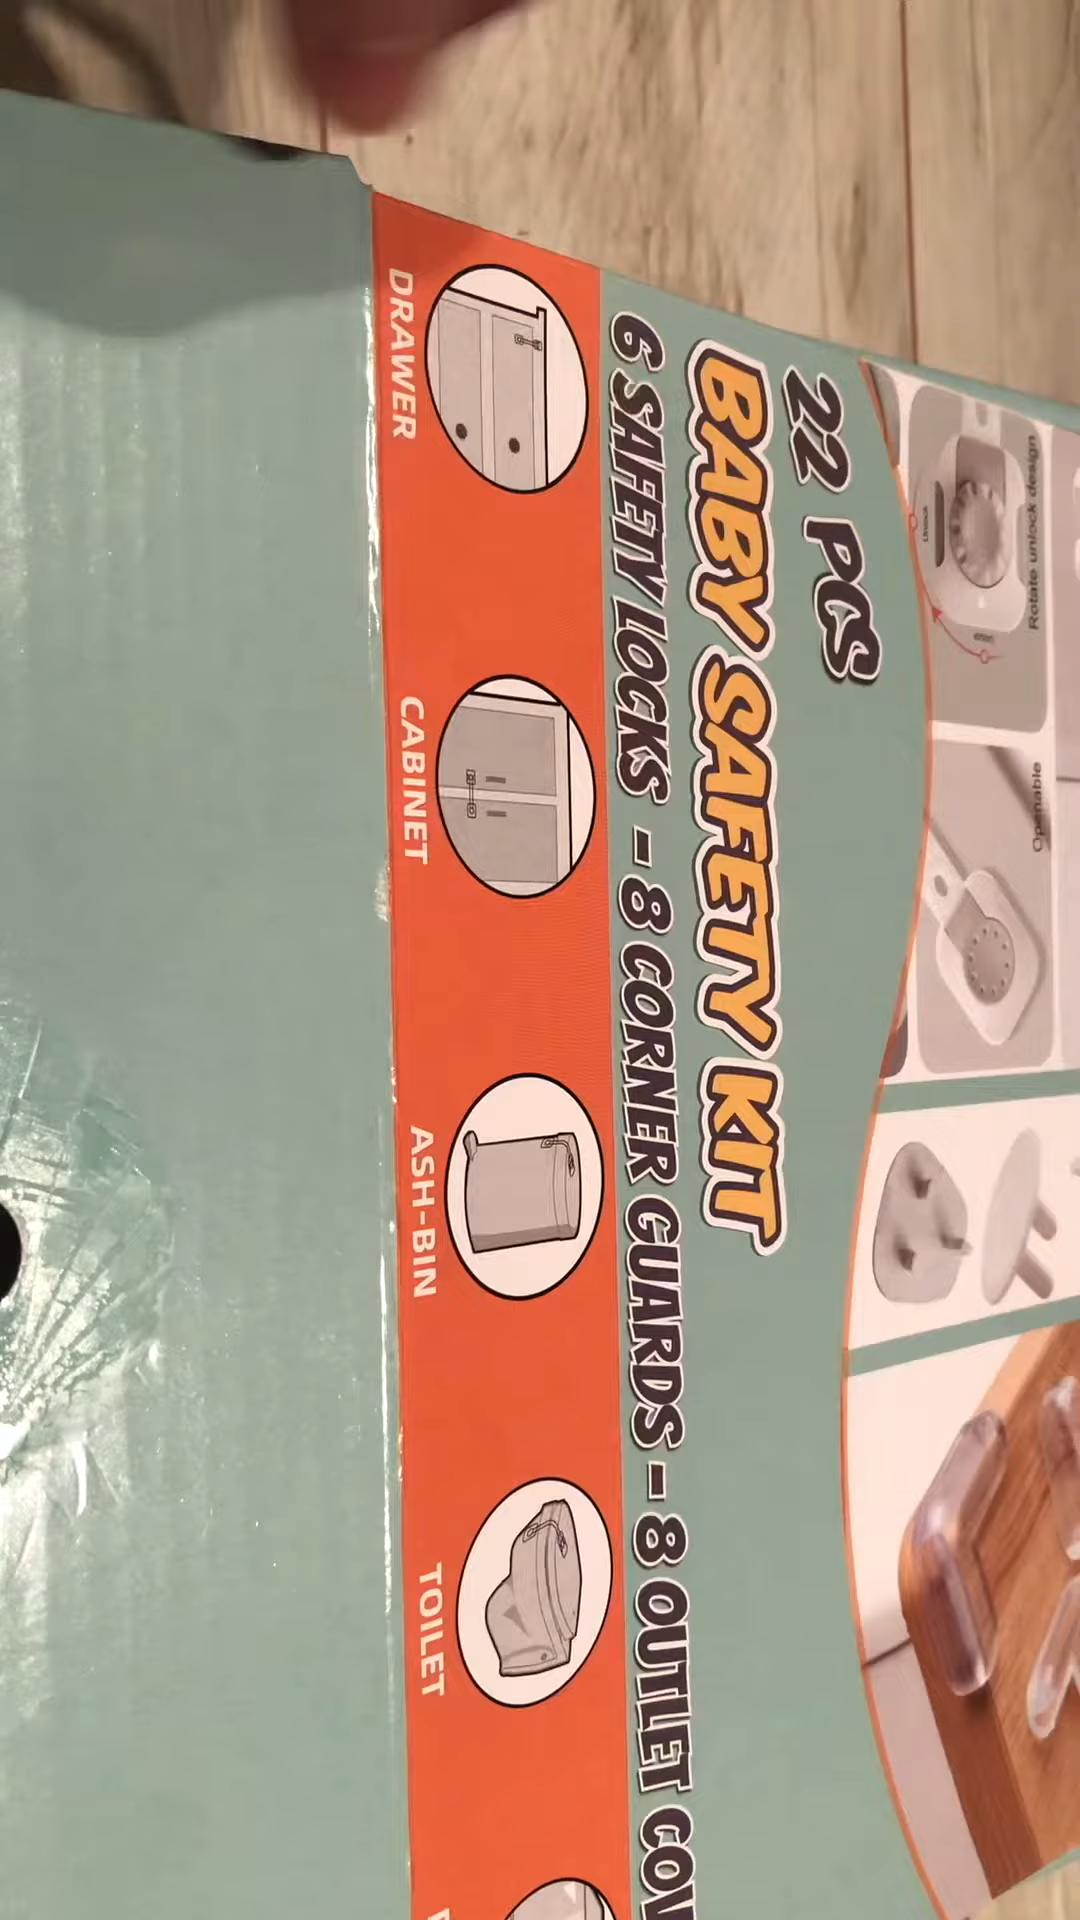 Rotate unlock design
Unlock
Openable
22 PCS
BABY SAFETY KIT
6 SAFETY LOCKS - 8 CORNER GUARDS - 8 OUTLET
DRAWER
CABINET
ASH-BIN
TOILET